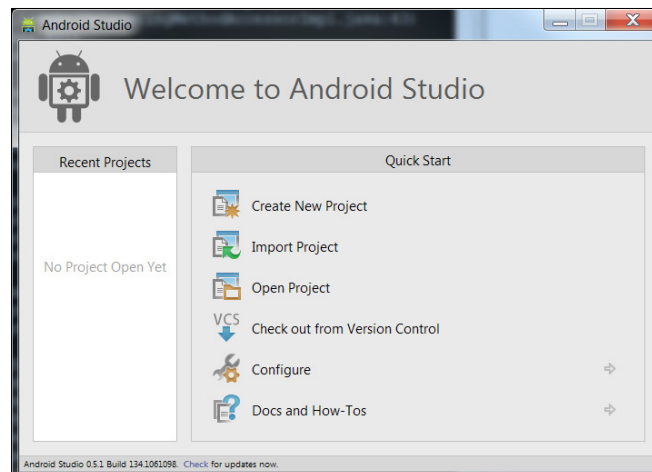 Android Studio
Welcome to Android Studio
Recent Projects
No Project Open Yet
Quick Start
Create New Project
Import Project
Open Project
VCS
Check out from Version Control
Configure
Docs and How-Tos
Android Studio 0.5.1 Build 134.1061098. Check for updates now.